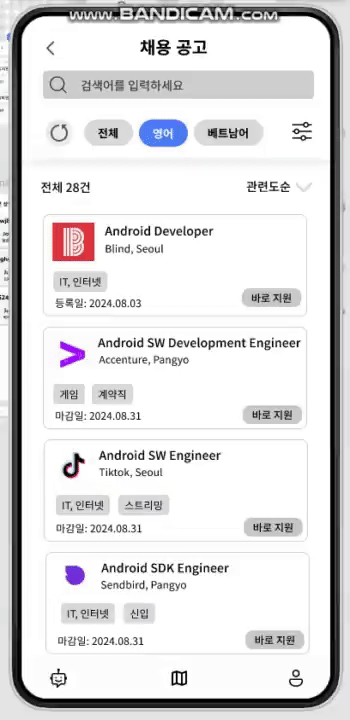 www.BANDICAM.com
채용 공고
검색어를 입력하세요
전체 영어 베트남어
전체 28건 관련도순
Android Developer
Blind, Seoul
IT, 인터넷
등록일: 2024.08.03 바로 지원
Android SW Development Engineer
Accenture, Pangyo
게임 계약직
마감일: 2024.08.31 바로 지원
Android SW Engineer
Tiktok, Seoul
IT, 인터넷 스트리밍
마감일: 2024.08.31 바로 지원
Android SDK Engineer
Sendbird, Pangyo
IT, 인터넷 신입
마감일: 2024.08.31 바로 지원